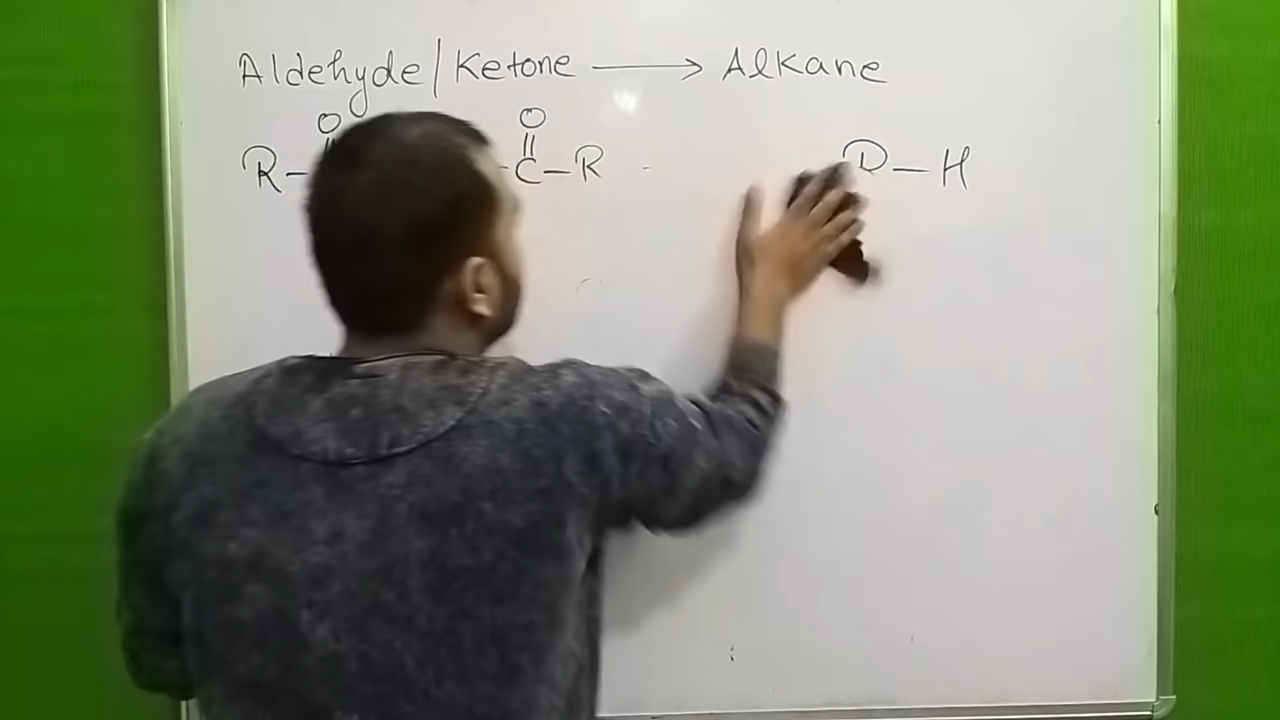 Aldehyde/Ketone ⟶ Alkane
O O
R– –C–R R–H